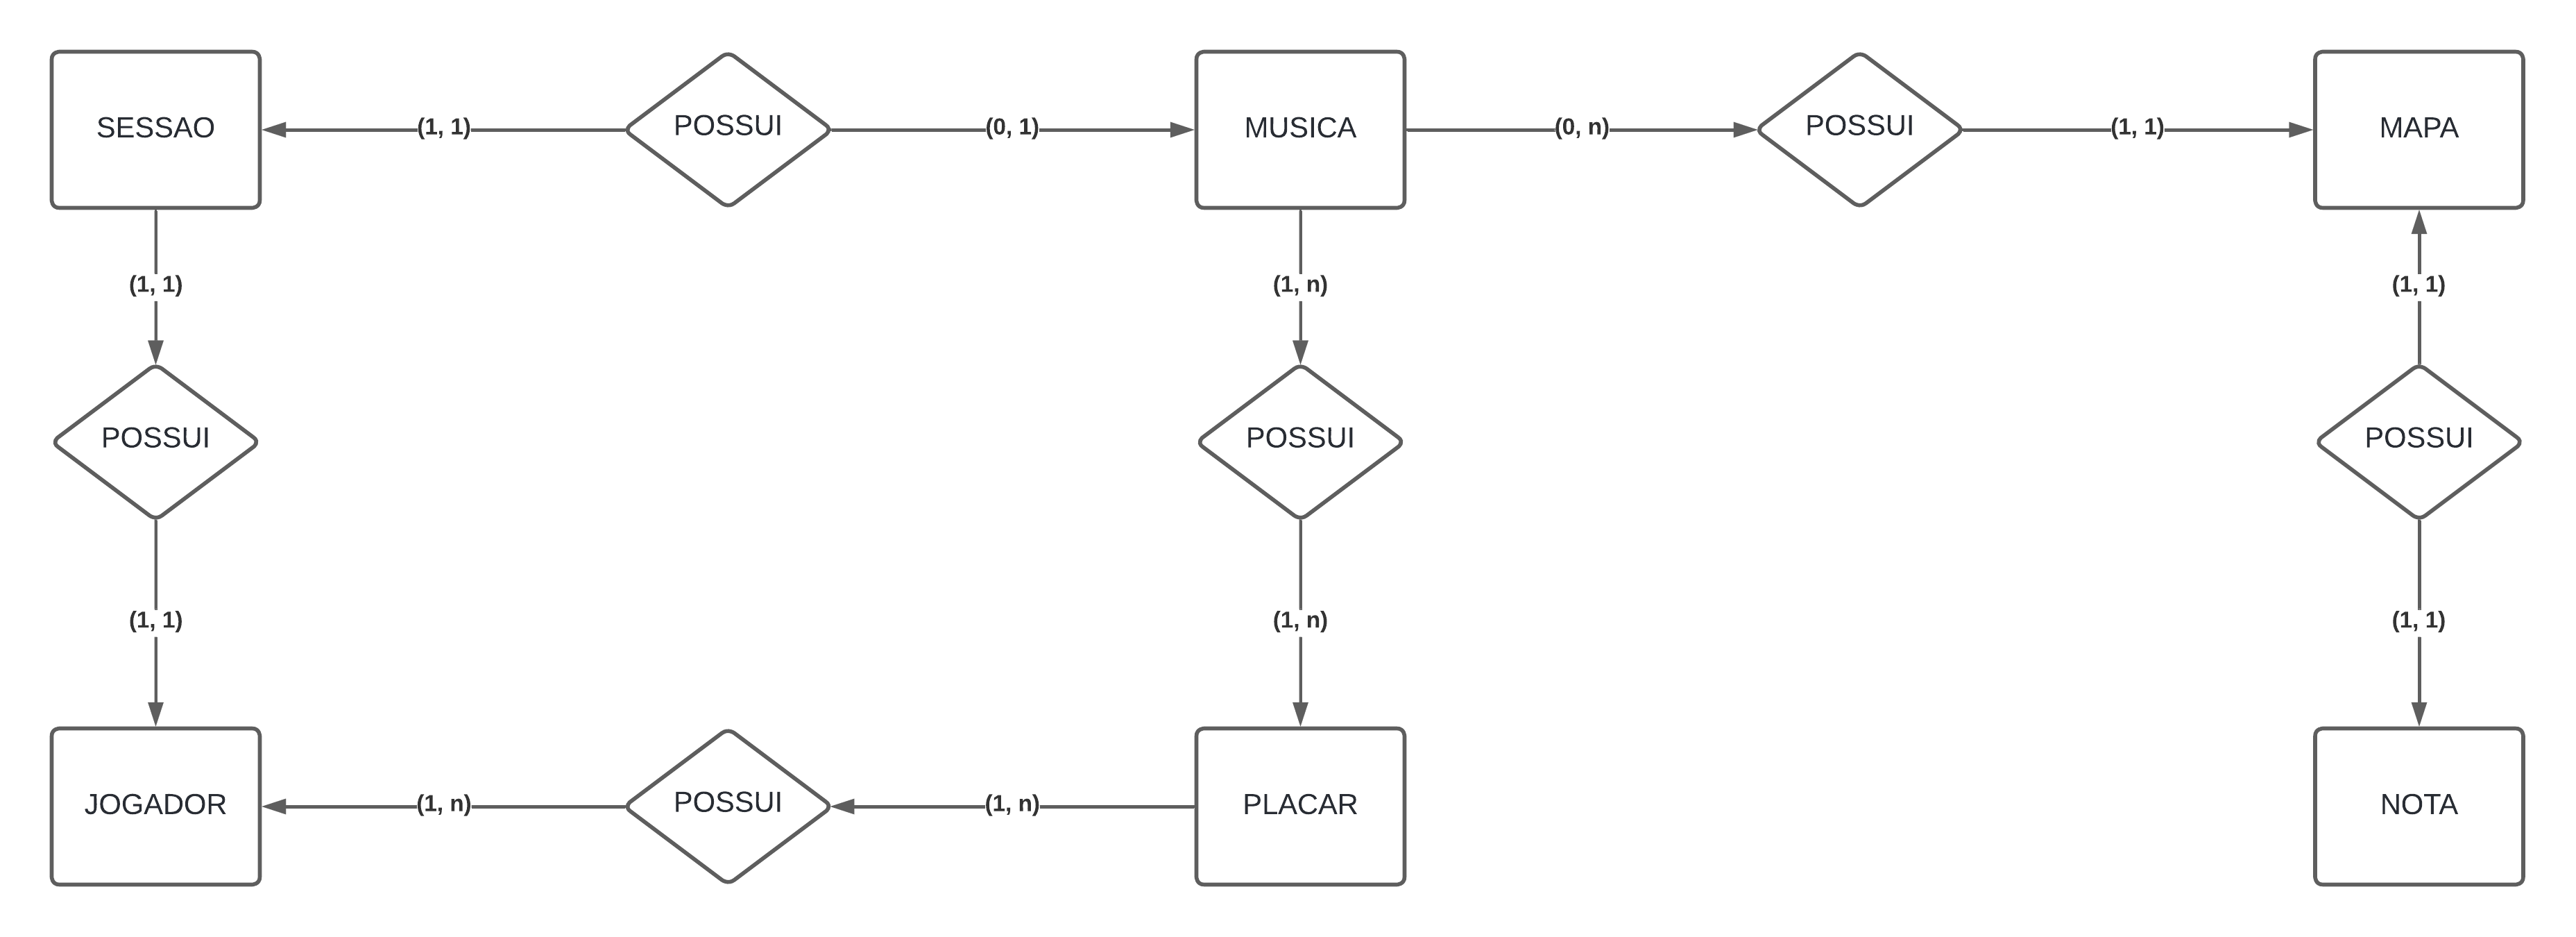 SESSAO
(1, 1)
POSSUI
(0, 1)
MUSICA
(0, n)
POSSUI
(1, 1)
MAPA
(1, 1)
(1, n)
(1, 1)
POSSUI
POSSUI
POSSUI
(1, 1)
(1, n)
(1, 1)
JOGADOR
(1, n)
POSSUI
(1, n)
PLACAR
NOTA